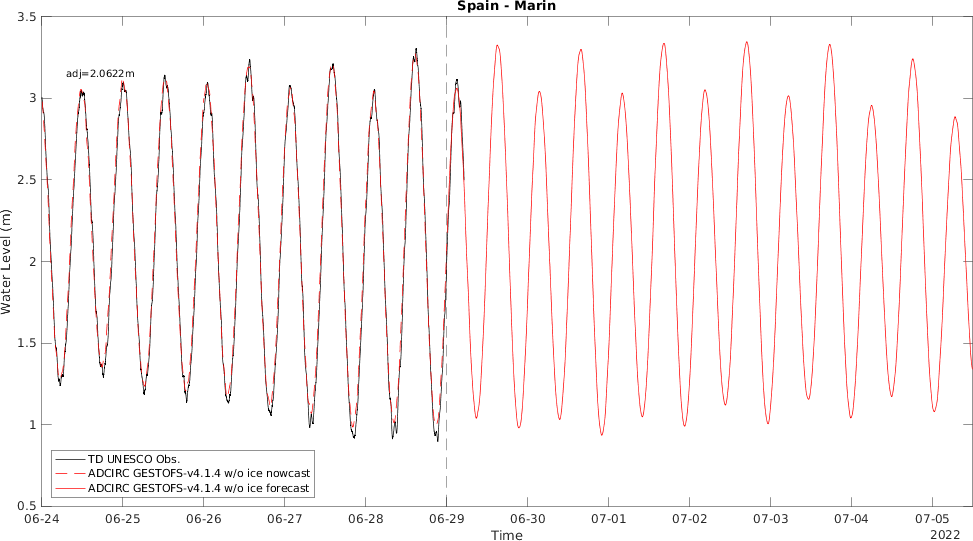 Spain - Marin
3.5
adj=2.0622m
3
2.5
2
1.5
1
0.5
Water Level (m)
TD UNESCO Obs.
ADCIRC GESTOFS-v4.1.4 w/o ice nowcast
ADCIRC GESTOFS-v4.1.4 w/o ice forecast
06-24 06-25 06-26 06-27 06-28 06-29 06-30 07-01 07-02 07-03 07-04 07-05
Time
2022